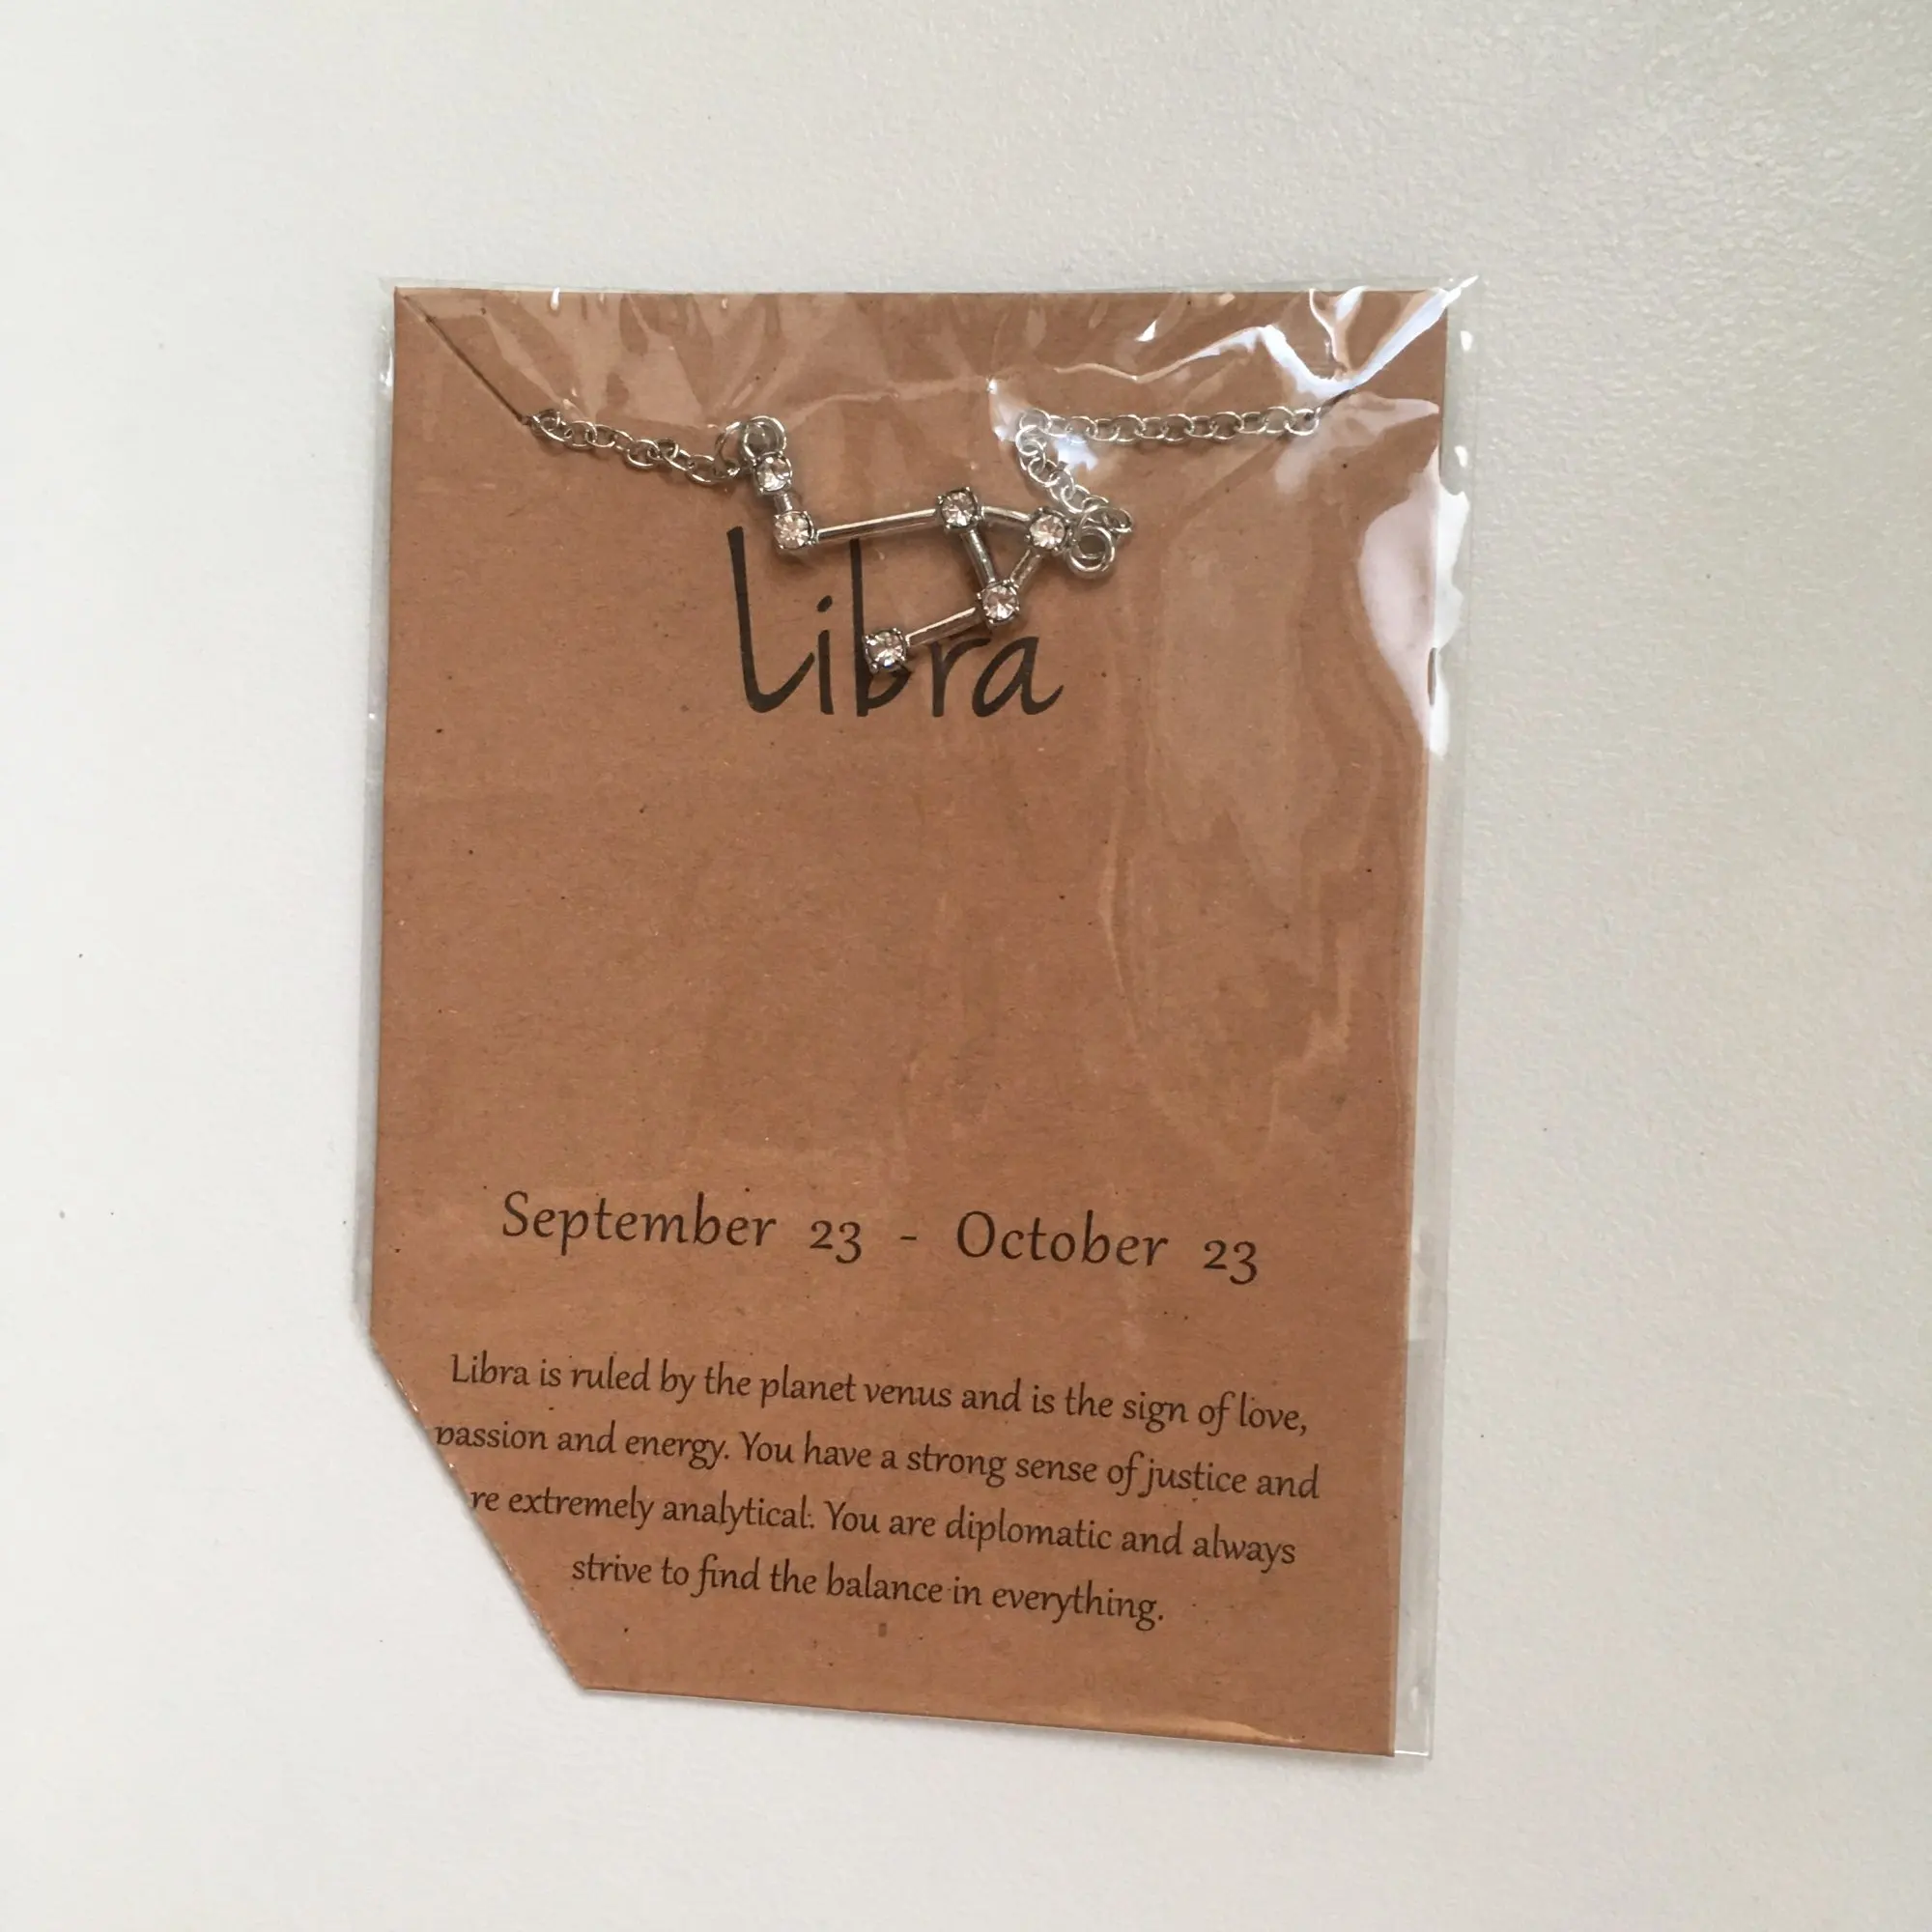 Libra
September 23 - October 23
Libra is ruled by the planet venus and is the sign of love,
passion and energy. You have a strong sense of justice and
re extremely analytical. You are diplomatic and always
strive to find the balance in everything.